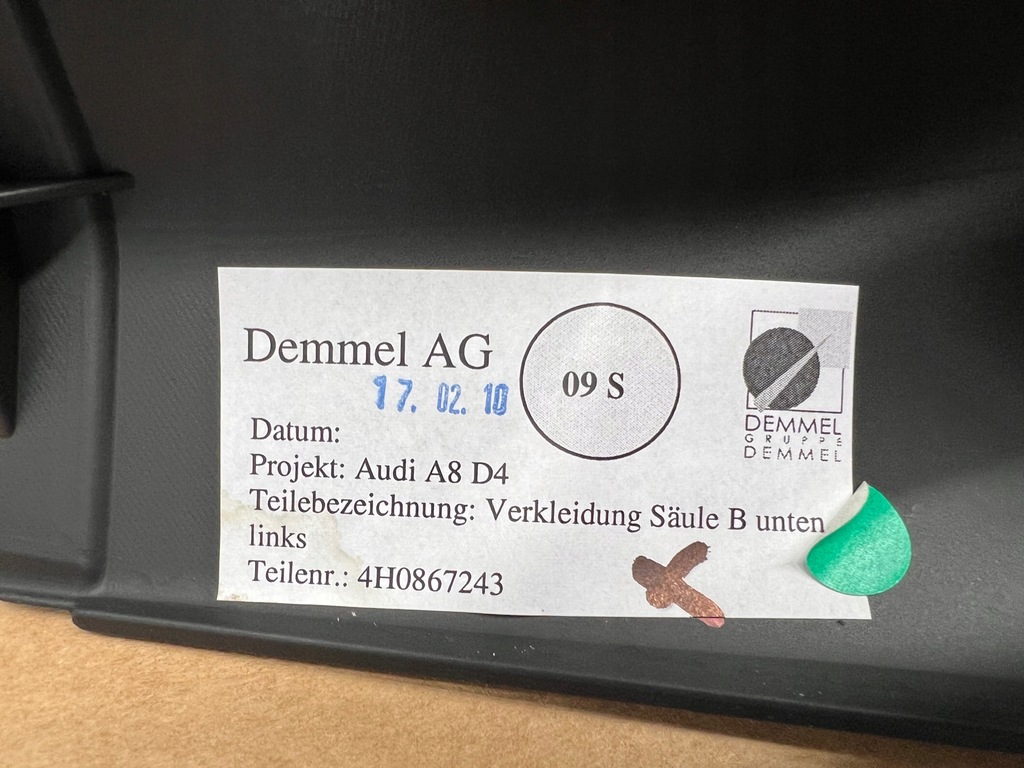 Demmel AG
17. 02. 10
09 S
DEMMEL
GRUPPE
DEMMEL
Datum:
Projekt: Audi A8 D4
Teilebezeichnung: Verkleidung Säule B unten
links
Teilenr.: 4H0867243